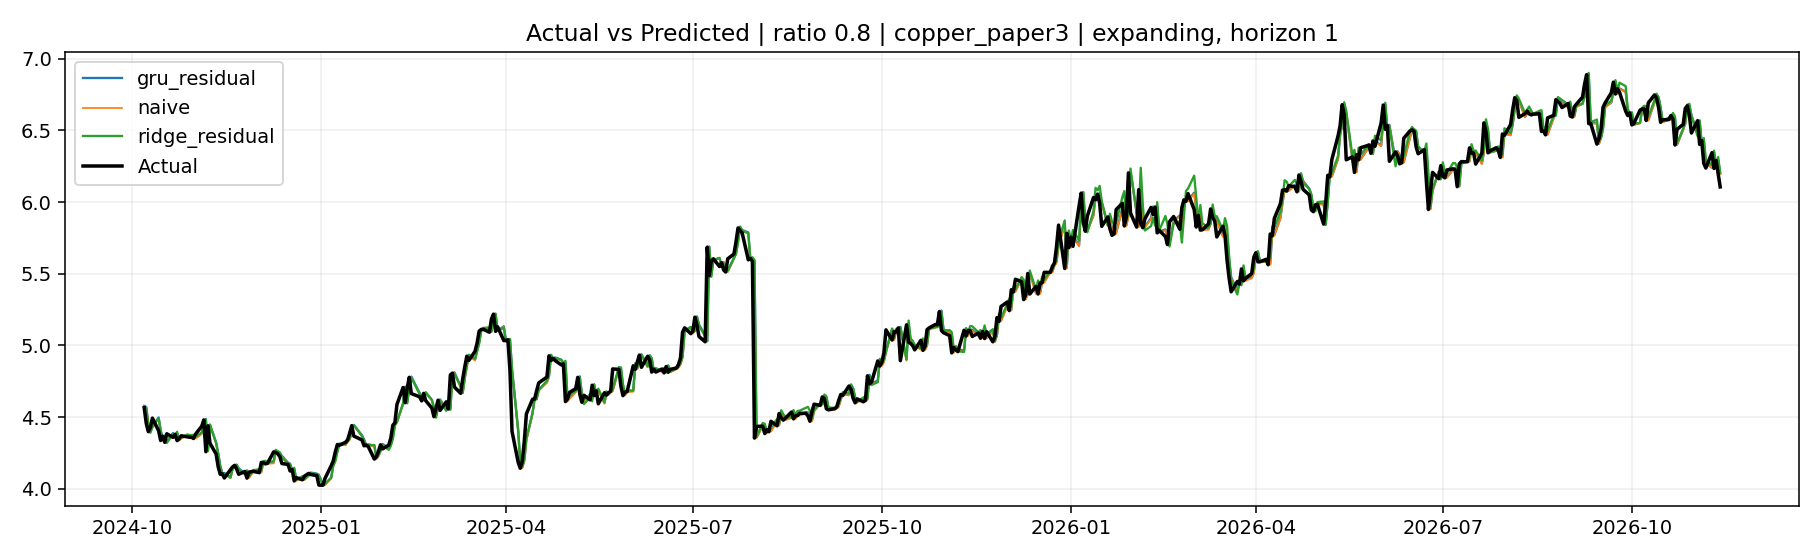 Actual vs Predicted | ratio 0.8 | copper_paper3 | expanding, horizon 1
gru_residual
naive
ridge_residual
Actual
7.0
6.5
6.0
5.5
5.0
4.5
4.0
2024-10 2025-01 2025-04 2025-07 2025-10 2026-01 2026-04 2026-07 2026-10